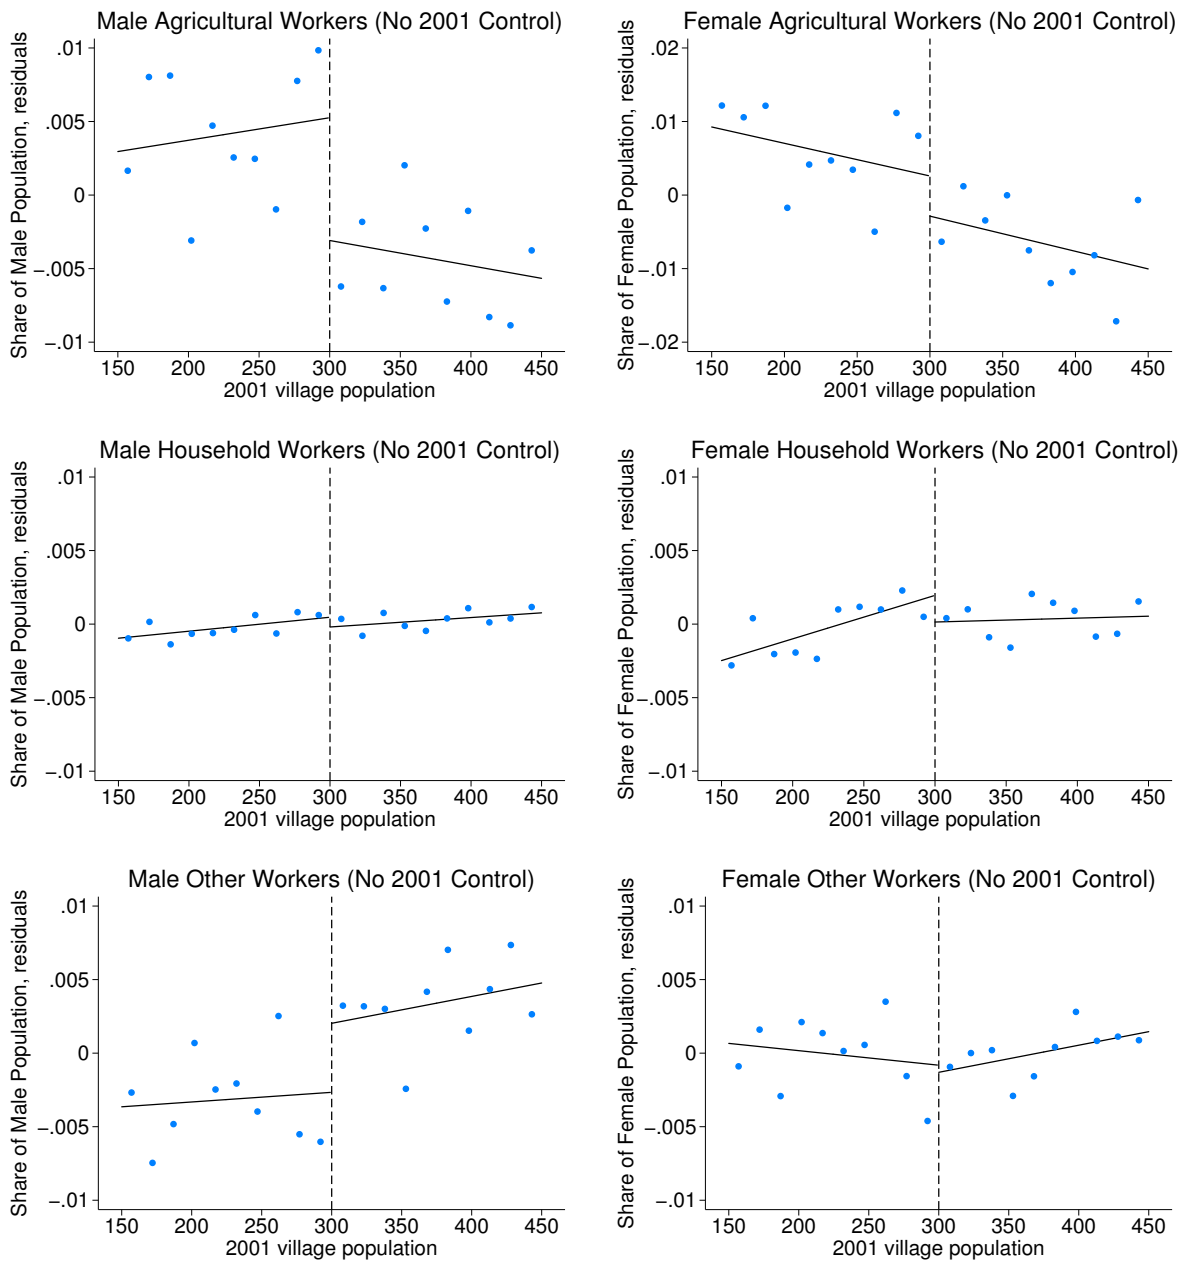 Male Agricultural Workers (No 2001 Control)
Share of Male Population, residuals
.01
.005
0
−.005
−.01
150 200 250 300 350 400 450
2001 village population
Female Agricultural Workers (No 2001 Control)
Share of Female Population, residuals
.02
.01
0
−.01
−.02
150 200 250 300 350 400 450
2001 village population
Male Household Workers (No 2001 Control)
Share of Male Population, residuals
.01
.005
0
−.005
−.01
150 200 250 300 350 400 450
2001 village population
Female Household Workers (No 2001 Control)
Share of Female Population, residuals
.01
.005
0
−.005
−.01
150 200 250 300 350 400 450
2001 village population
Male Other Workers (No 2001 Control)
Share of Male Population, residuals
.01
.005
0
−.005
−.01
150 200 250 300 350 400 450
2001 village population
Female Other Workers (No 2001 Control)
Share of Female Population, residuals
.01
.005
0
−.005
−.01
150 200 250 300 350 400 450
2001 village population